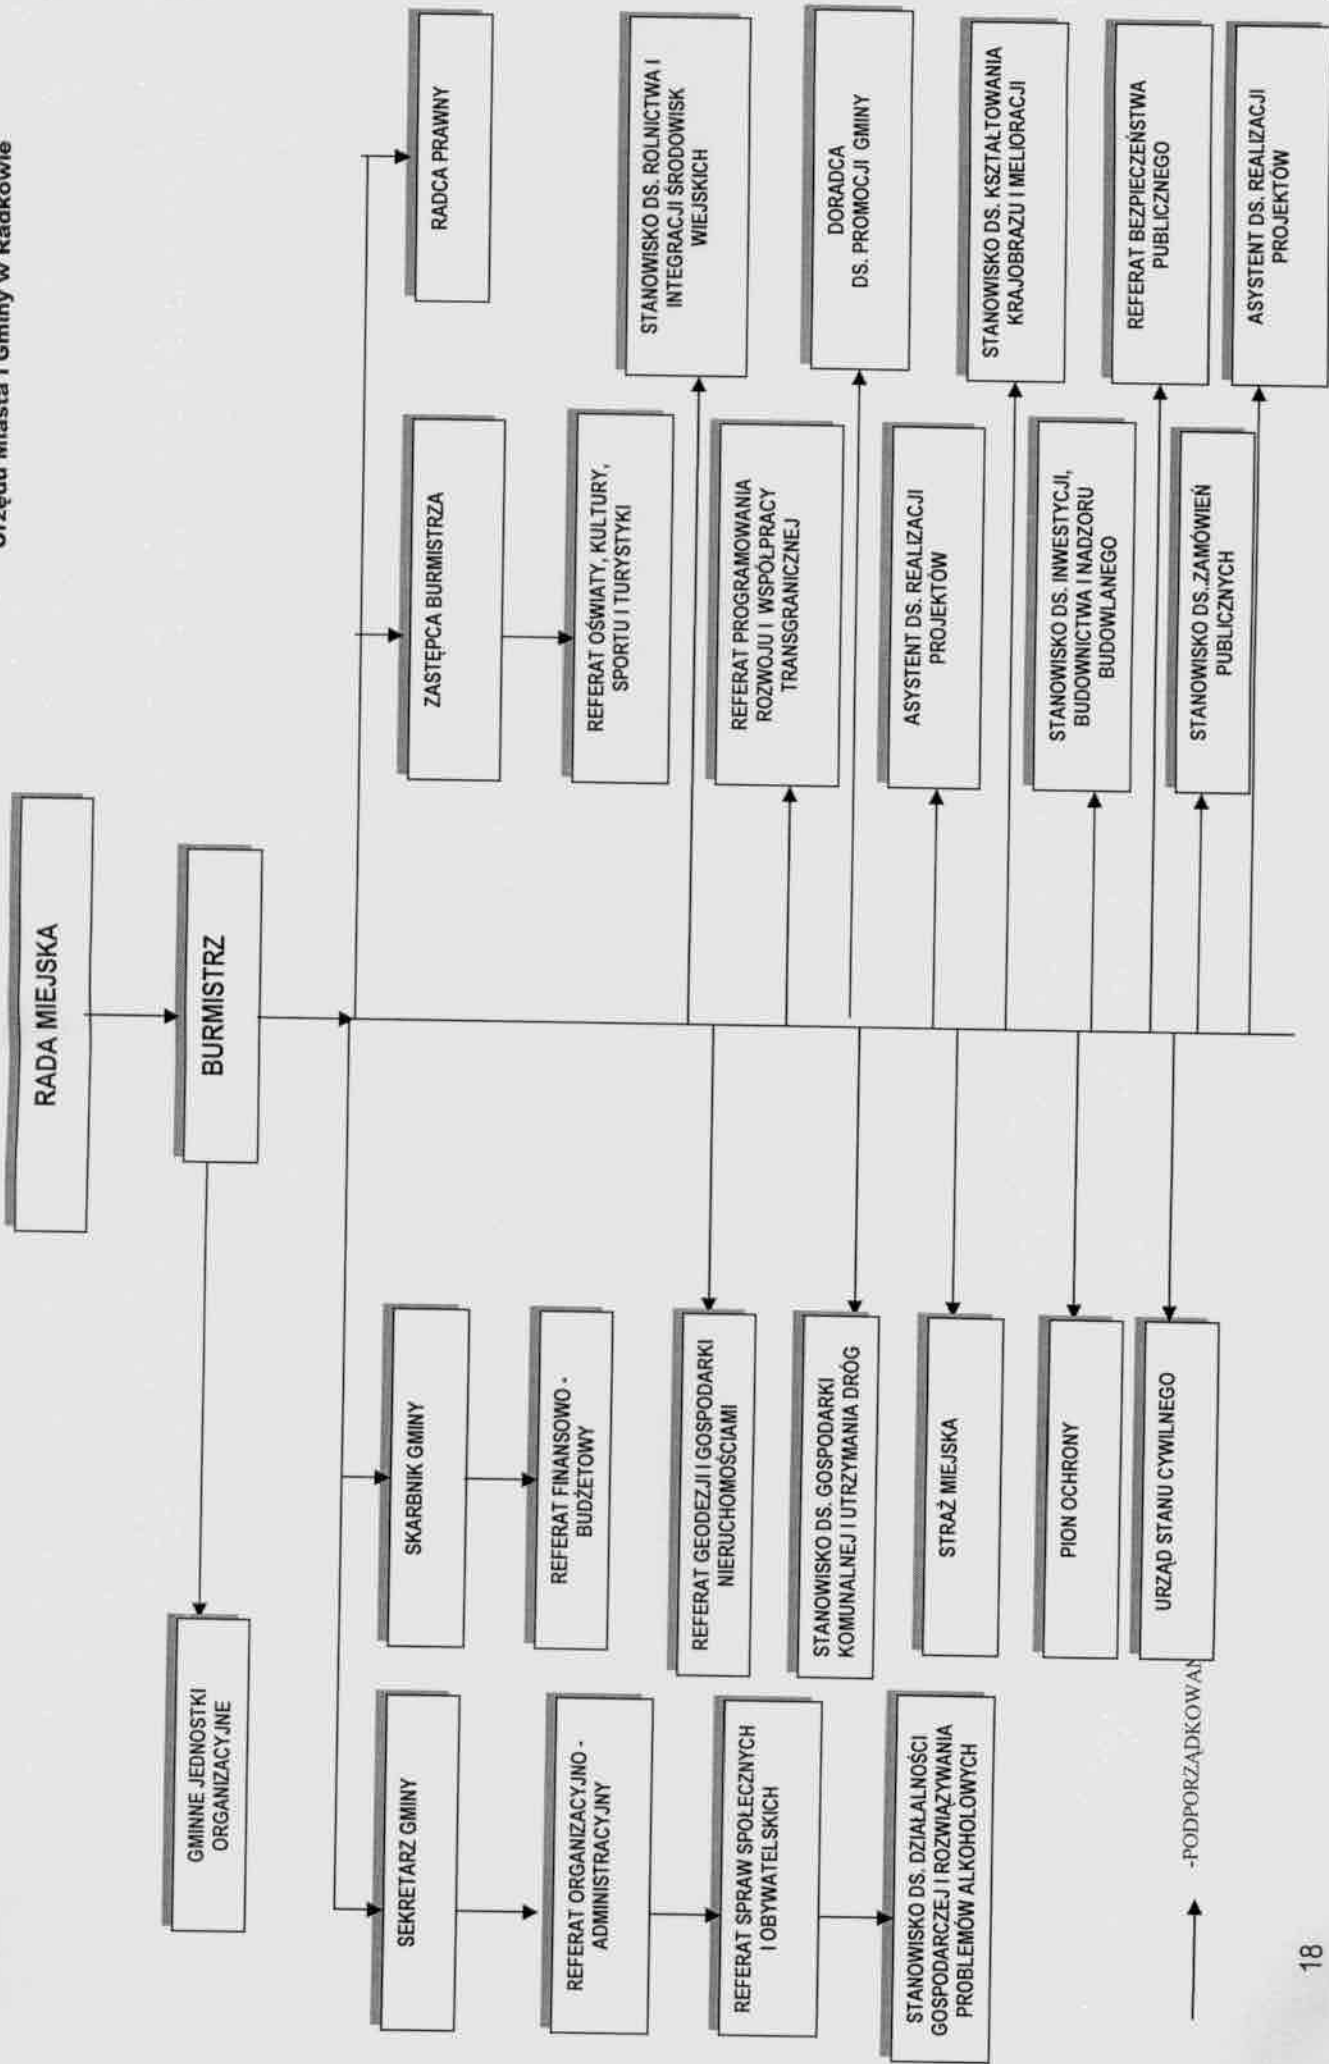 Urzędu Miasta i Gminy w Radkowie
RADA MIEJSKA
BURMISTRZ
GMINNE JEDNOSTKI
ORGANIZACYJNE
SEKRETARZ GMINY
SKARBNIK GMINY
ZASTĘPCA BURMISTRZA
RADCA PRAWNY
REFERAT ORGANIZACYJNO -
ADMINISTRACYJNY
REFERAT FINANSOWO -
BUDŻETOWY
REFERAT OŚWIATY, KULTURY,
SPORTU I TURYSTYKI
STANOWISKO DS. ROLNICTWA I
INTEGRACJI ŚRODOWISK
WIEJSKICH
REFERAT SPRAW SPOŁECZNYCH
I OBYWATELSKICH
REFERAT GEODEZJI I GOSPODARKI
NIERUCHOMOŚCIAMI
REFERAT PROGRAMOWANIA
ROZWOJU I WSPÓŁPRACY
TRANSGRANICZNEJ
DORADCA
DS. PROMOCJI GMINY
STANOWISKO DS. DZIAŁALNOŚCI
GOSPODARCZEJ I ROZWIĄZYWANIA
PROBLEMÓW ALKOHOLOWYCH
STANOWISKO DS. GOSPODARKI
KOMUNALNEJ I UTRZYMANIA DRÓG
ASYSTENT DS. REALIZACJI
PROJEKTÓW
STANOWISKO DS. KSZTAŁTOWANIA
KRAJOBRAZU I MELIORACJI
STRAŻ MIEJSKA
STANOWISKO DS. INWESTYCJI,
BUDOWNICTWA I NADZORU
BUDOWLANEGO
REFERAT BEZPIECZEŃSTWA
PUBLICZNEGO
PION OCHRONY
STANOWISKO DS. ZAMÓWIEŃ
PUBLICZNYCH
ASYSTENT DS. REALIZACJI
PROJEKTÓW
URZĄD STANU CYWILNEGO
-PODPORZĄDKOWAN
18